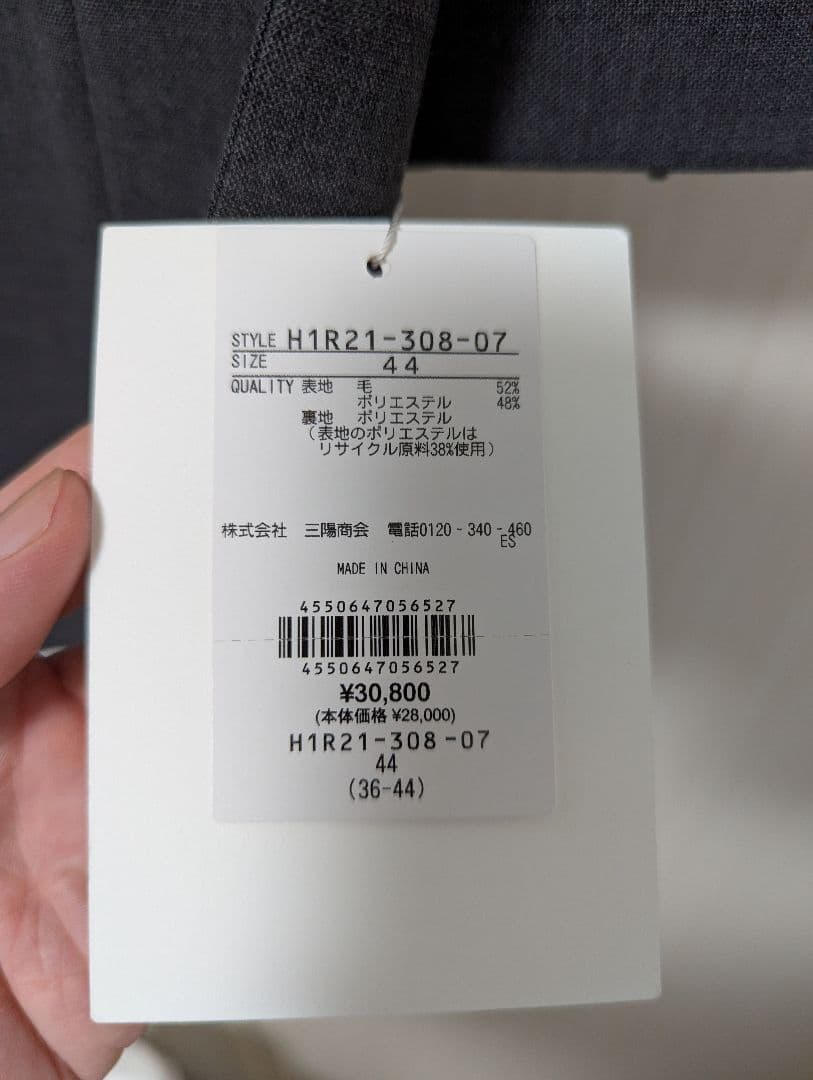 STYLE H1R21-308-07
SIZE 44
QUALITY 表地 毛 52%
ポリエステル 48%
裏地 ポリエステル
（表地のポリエステルは
リサイクル原料38%使用）
株式会社 三陽商会 電話0120-340-460
ES
MADE IN CHINA
4550647056527
4550647056527
¥30,800
(本体価格 ¥28,000)
H1R21-308-07
44
(36-44)